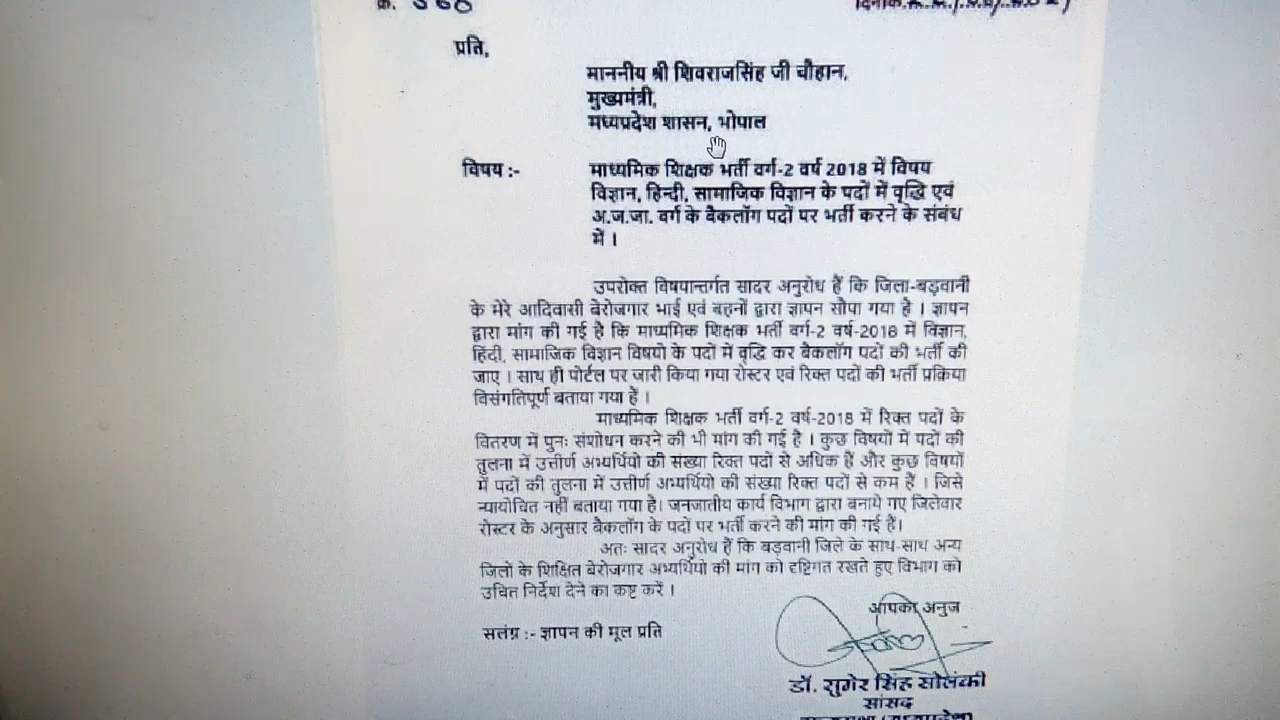 क्र. 560
प्रति,
माननीय श्री शिवराजसिंह जी चौहान,
मुख्यमंत्री,
मध्यप्रदेश शासन, भोपाल
विषय :- माध्यमिक शिक्षक भर्ती वर्ग-2 वर्ष 2018 में विषय
विज्ञान, हिन्दी, सामाजिक विज्ञान के पदों में वृद्धि एवं
अ.ज.जा. वर्ग के बैकलॉग पदों पर भर्ती करने के संबंध
में ।
उपरोक्त विषयान्तर्गत सादर अनुरोध हैं कि जिला-बड़वानी
के मेरे आदिवासी बेरोजगार भाई एवं बहनों द्वारा ज्ञापन सौपा गया है । ज्ञापन
द्वारा मांग की गई है कि माध्यमिक शिक्षक भर्ती वर्ग-2 वर्ष-2018 में विज्ञान,
हिंदी, सामाजिक विज्ञान विषयो के पदों में वृद्धि कर बैकलॉग पदों की भर्ती की
जाए । साथ ही पोर्टल पर जारी किया गया रोस्टर एवं रिक्त पदों की भर्ती प्रक्रिया
विसंगतिपूर्ण बताया गया हैं ।
माध्यमिक शिक्षक भर्ती वर्ग-2 वर्ष-2018 में रिक्त पदों के
वितरण में पुनः संशोधन करने की भी मांग की गई है । कुछ विषयों में पदों की
तुलना में उत्तीर्ण अभ्यर्थियो की संख्या रिक्त पदों से अधिक हैं और कुछ विषयों
में पदों की तुलना में उत्तीर्ण अभ्यर्थियो की संख्या रिक्त पदों से कम हैं । जिसे
न्यायोचित नहीं बताया गया है। जनजातीय कार्य विभाग द्वारा बनाये गए जिलेवार
रोस्टर के अनुसार बैकलॉग के पदों पर भर्ती करने की मांग की गई हैं।
अतः सादर अनुरोध हैं कि बड़वानी जिले के साथ-साथ अन्य
जिलों के शिक्षित बेरोजगार अभ्यर्थियो की मांग को दृष्टिगत रखते हुए विभाग को
उचित निर्देश देने का कष्ट करें ।
आपका अनुज
सलंग्न :- ज्ञापन की मूल प्रति
डॉ. सुमेर सिंह सोलंकी
सांसद